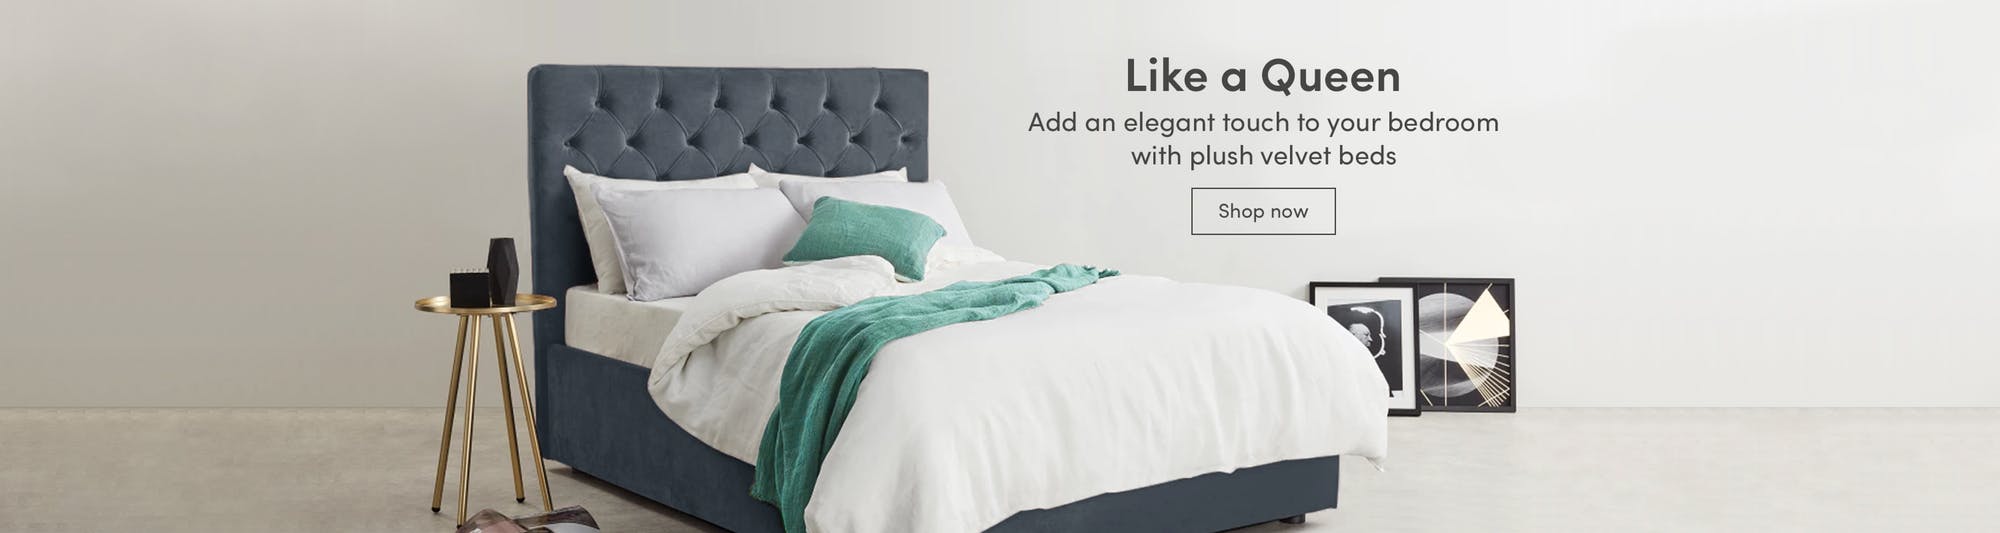 Like a Queen
Add an elegant touch to your bedroom
with plush velvet beds
Shop now